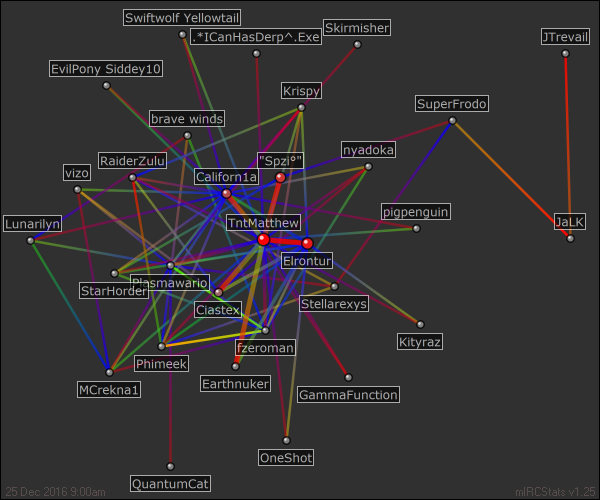 Swiftwolf Yellowtail
Skirmisher
.*ICanHasDerp^.Exe
JTrevail
EvilPony Siddey10
Krispy
SuperFrodo
brave winds
nyadoka
RaiderZulu
"Spzi°"
vizo
Californ1a
pigpenguin
Lunarilyn
TntMatthew
JaLK
Elrontur
Plasmawario
StarHorder
Stellarexys
Clastex
Kityraz
fzeroman
Phimeek
Earthnuker
MCrekna1
GammaFunction
OneShot
QuantumCat
25 Dec 2016 9:00am
mIRCStats v1.25